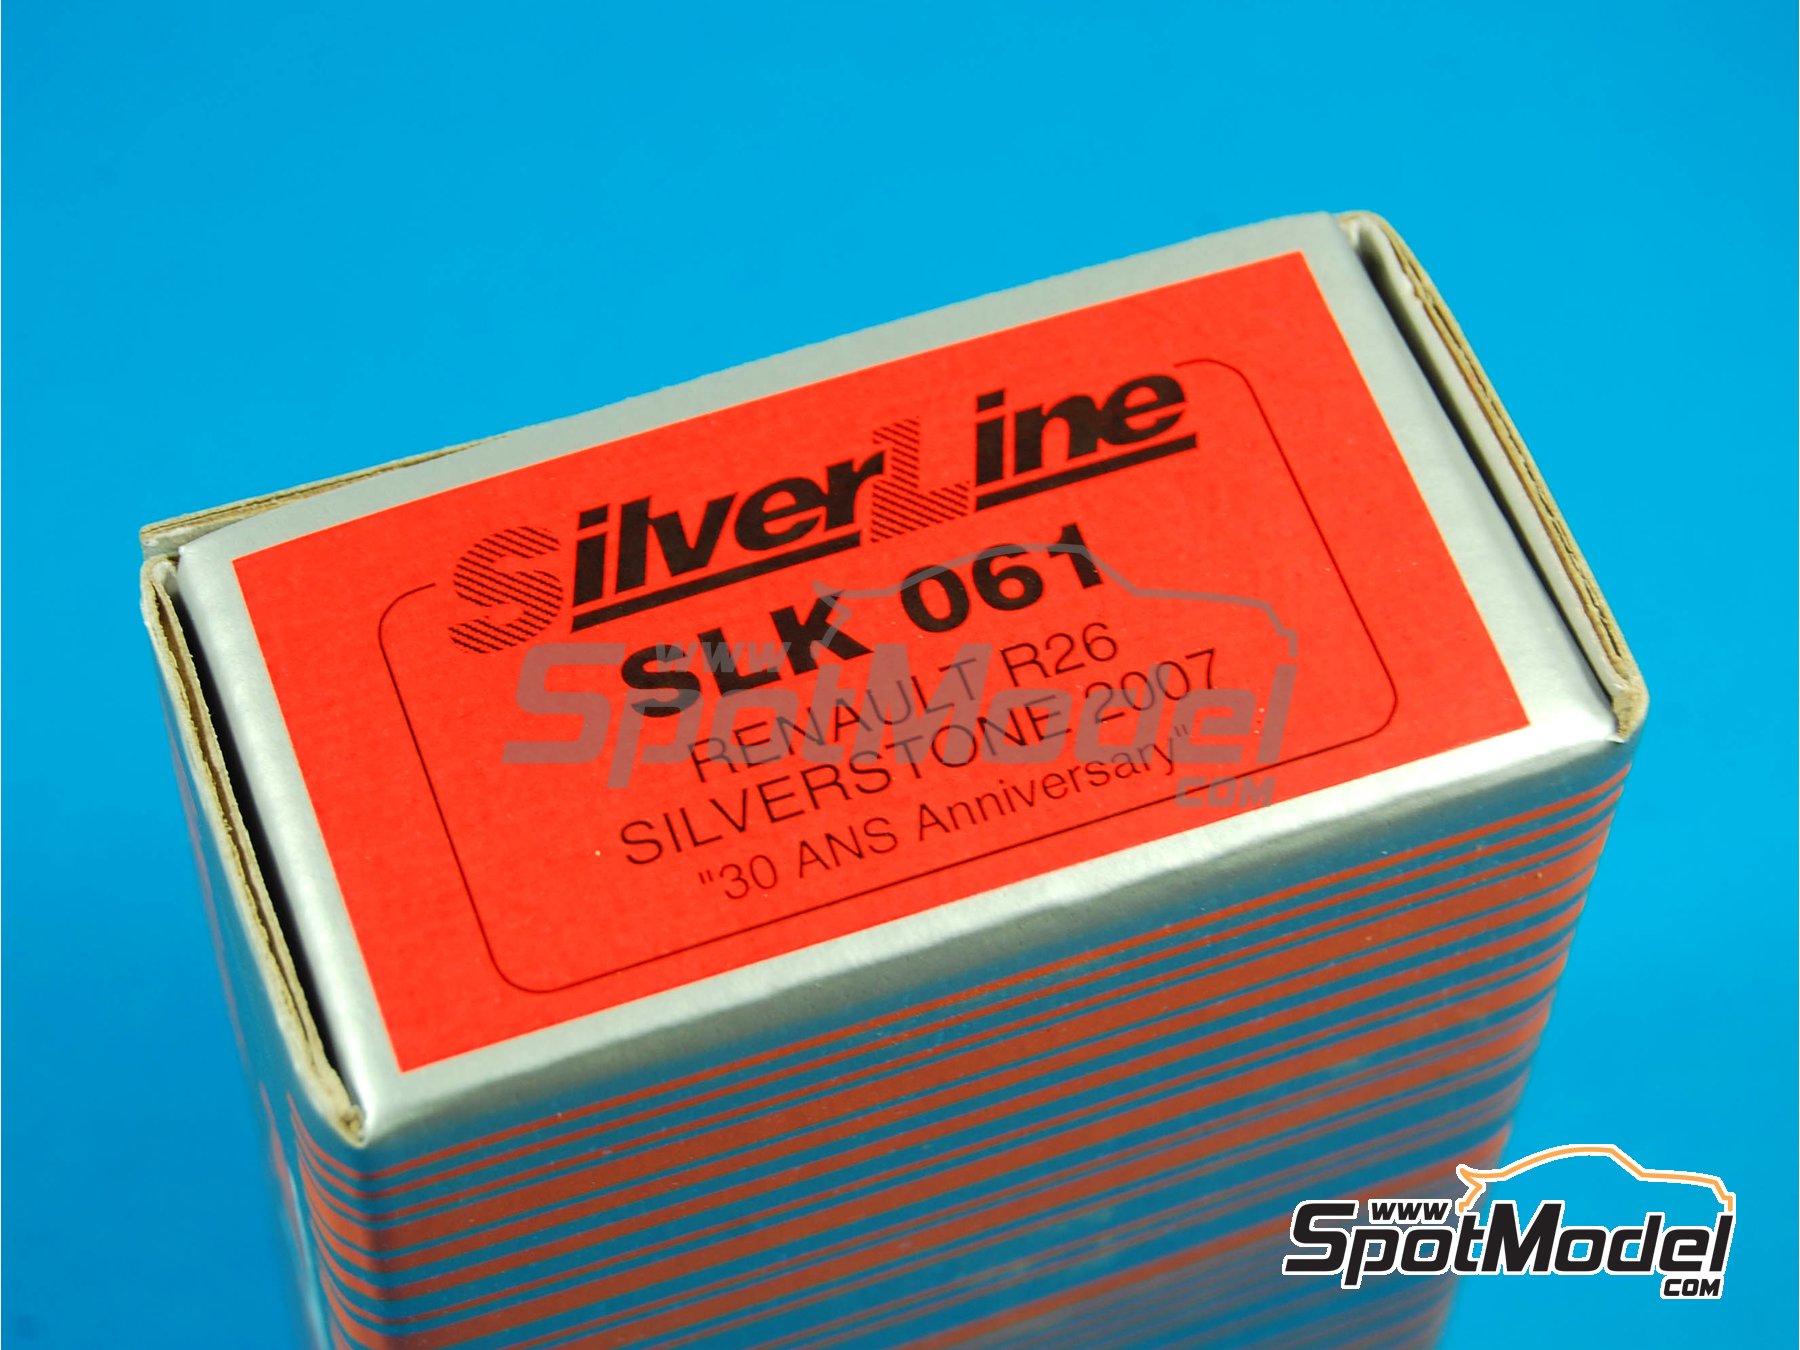 SilverLine
SLK 061
RENAULT R26
SILVERSTONE 2007
"30 ANS Anniversary"
www
SpotModel
.COM
www
SpotModel
.COM